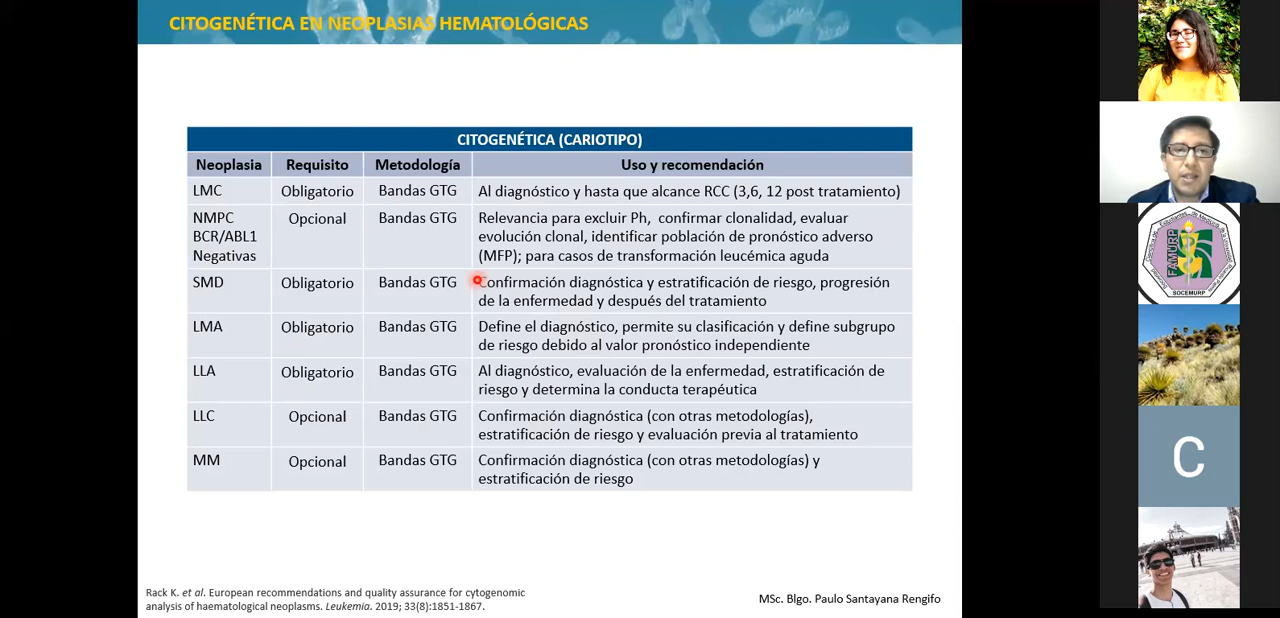 CITOGENÉTICA EN NEOPLASIAS HEMATOLÓGICAS
CITOGENÉTICA (CARIOTIPO)
Neoplasia Requisito Metodología Uso y recomendación
LMC Obligatorio Bandas GTG Al diagnóstico y hasta que alcance RCC (3,6, 12 post tratamiento)
NMPC Opcional Bandas GTG Relevancia para excluir Ph, confirmar clonalidad, evaluar
BCR/ABL1 evolución clonal, identificar población de pronóstico adverso
Negativas (MFP); para casos de transformación leucémica aguda
SMD Obligatorio Bandas GTG Confirmación diagnóstica y estratificación de riesgo, progresión
de la enfermedad y después del tratamiento
LMA Obligatorio Bandas GTG Define el diagnóstico, permite su clasificación y define subgrupo
de riesgo debido al valor pronóstico independiente
LLA Obligatorio Bandas GTG Al diagnóstico, evaluación de la enfermedad, estratificación de
riesgo y determina la conducta terapéutica
LLC Opcional Bandas GTG Confirmación diagnóstica (con otras metodologías),
estratificación de riesgo y evaluación previa al tratamiento
MM Opcional Bandas GTG Confirmación diagnóstica (con otras metodologías) y
estratificación de riesgo
Rack K. et al. European recommendations and quality assurance for cytogenomic
analysis of haematological neoplasms. Leukemia. 2019; 33(8):1851-1867.
MSc. Blgo. Paulo Santayana Rengifo
FAMURP
SOCEMURP
C